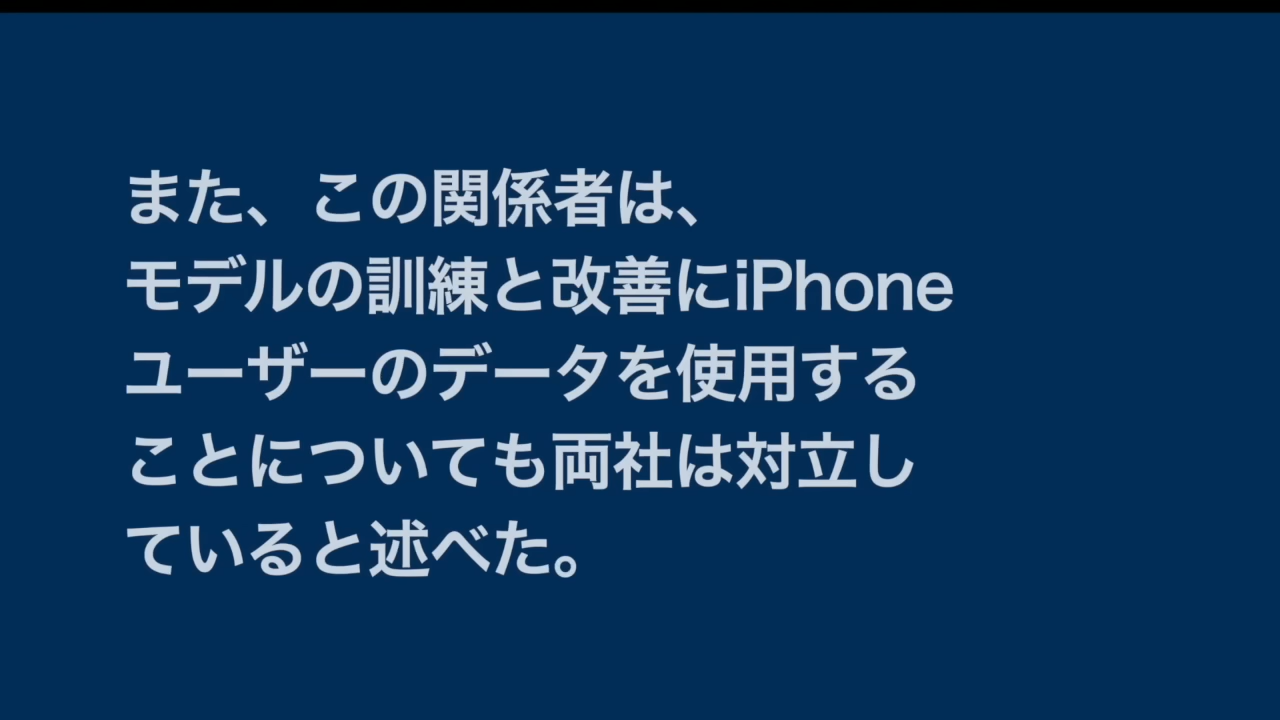 また、この関係者は、
モデルの訓練と改善にiPhone
ユーザーのデータを使用する
ことについても両社は対立し
ていると述べた。